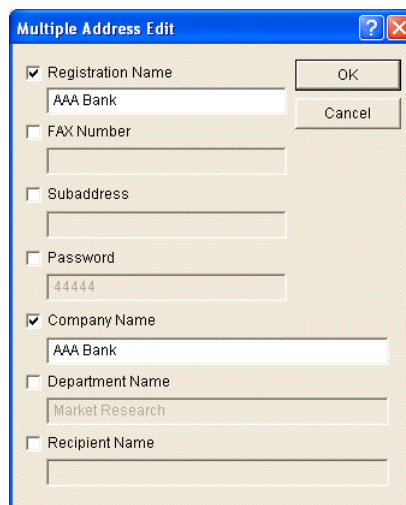 Multiple Address Edit
Registration Name
OK
AAA Bank
Cancel
FAX Number
Subaddress
Password
44444
Company Name
AAA Bank
Department Name
Market Research
Recipient Name